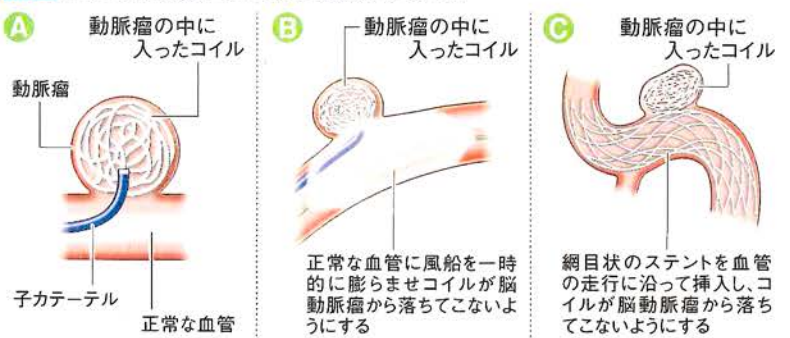 A
動脈瘤の中に
入ったコイル
動脈瘤
子カテーテル
正常な血管
B
動脈瘤の中に
入ったコイル
正常な血管に風船を一時
的に膨らませコイルが脳
動脈瘤から落ちてこないよ
うにする
C
動脈瘤の中に
入ったコイル
網目状のステントを血管
の走行に沿って挿入し、コ
イルが脳動脈瘤から落ち
てこないようにする